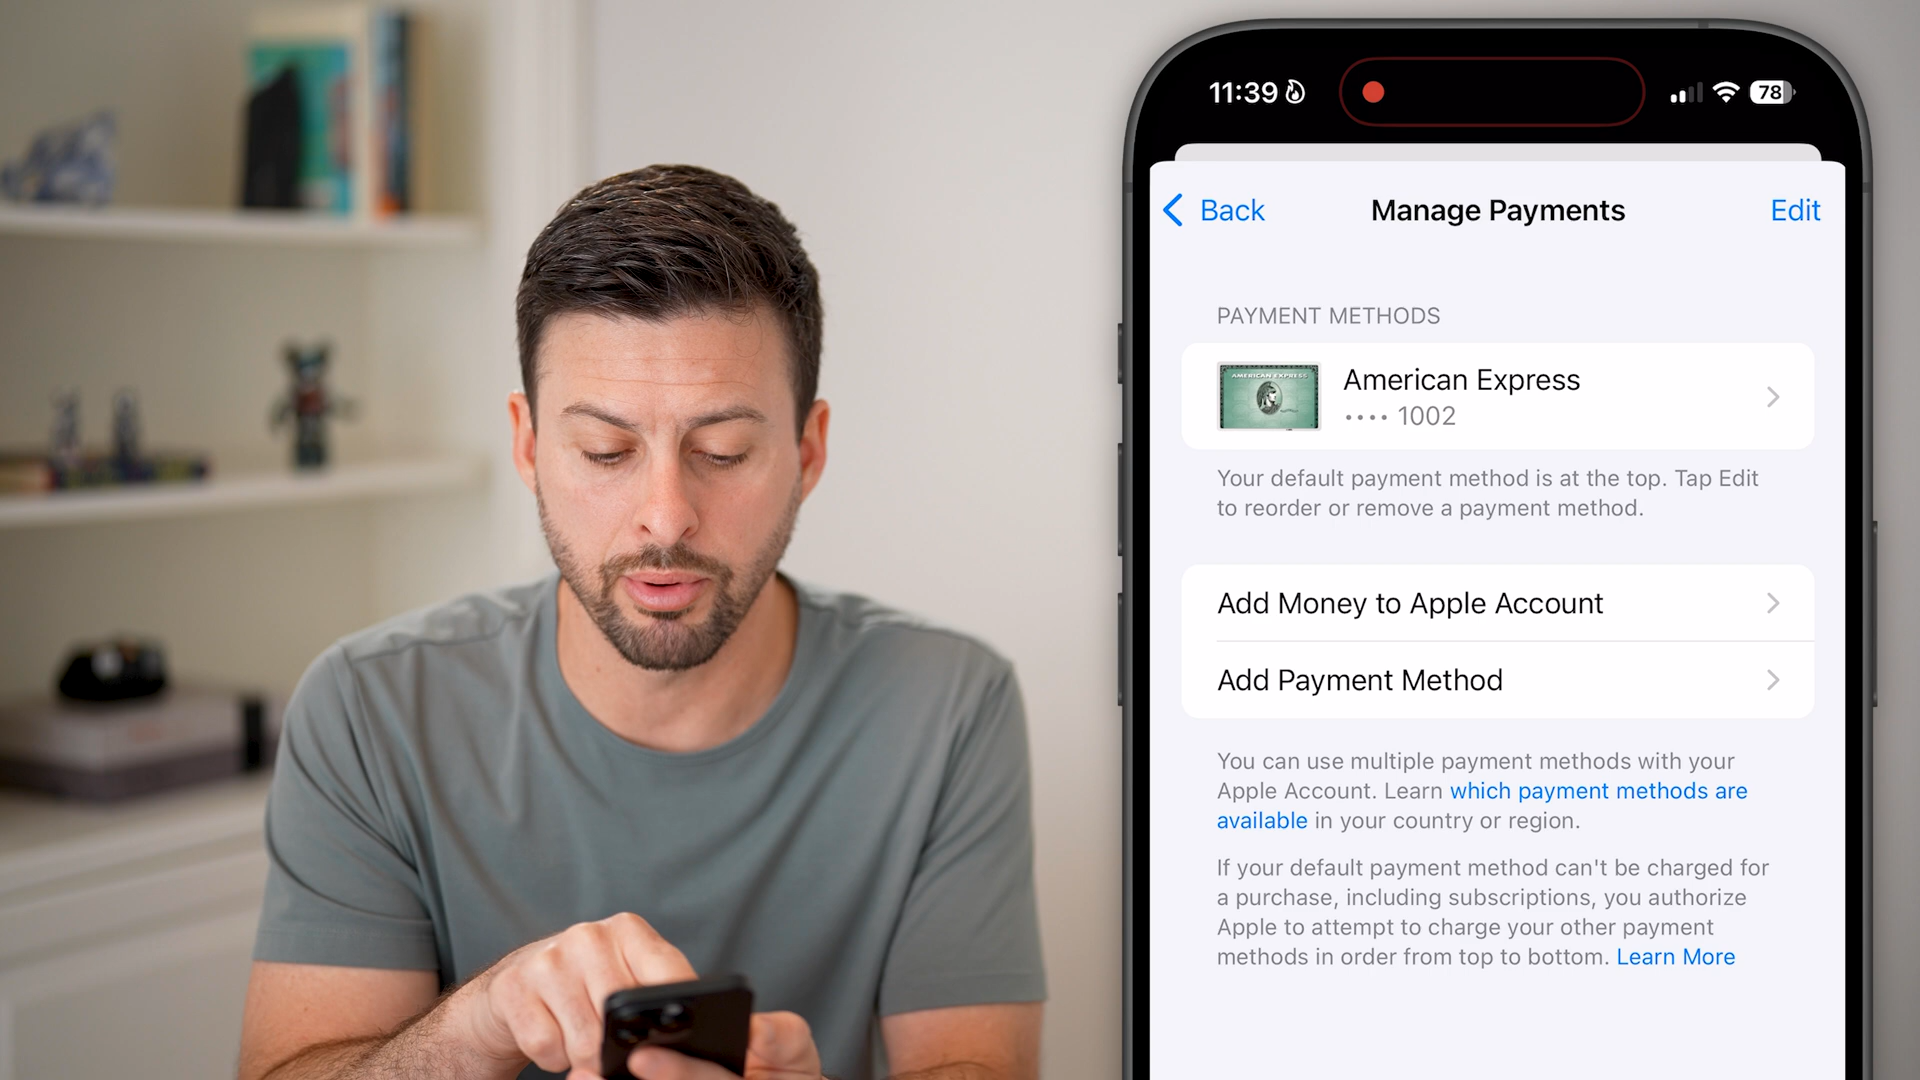 11:39
78
Back
Manage Payments
Edit
PAYMENT METHODS
AMERICAN EXPRESS
American Express
•••• 1002
Your default payment method is at the top. Tap Edit
to reorder or remove a payment method.
Add Money to Apple Account
Add Payment Method
You can use multiple payment methods with your
Apple Account. Learn which payment methods are
available in your country or region.
If your default payment method can't be charged for
a purchase, including subscriptions, you authorize
Apple to attempt to charge your other payment
methods in order from top to bottom. Learn More